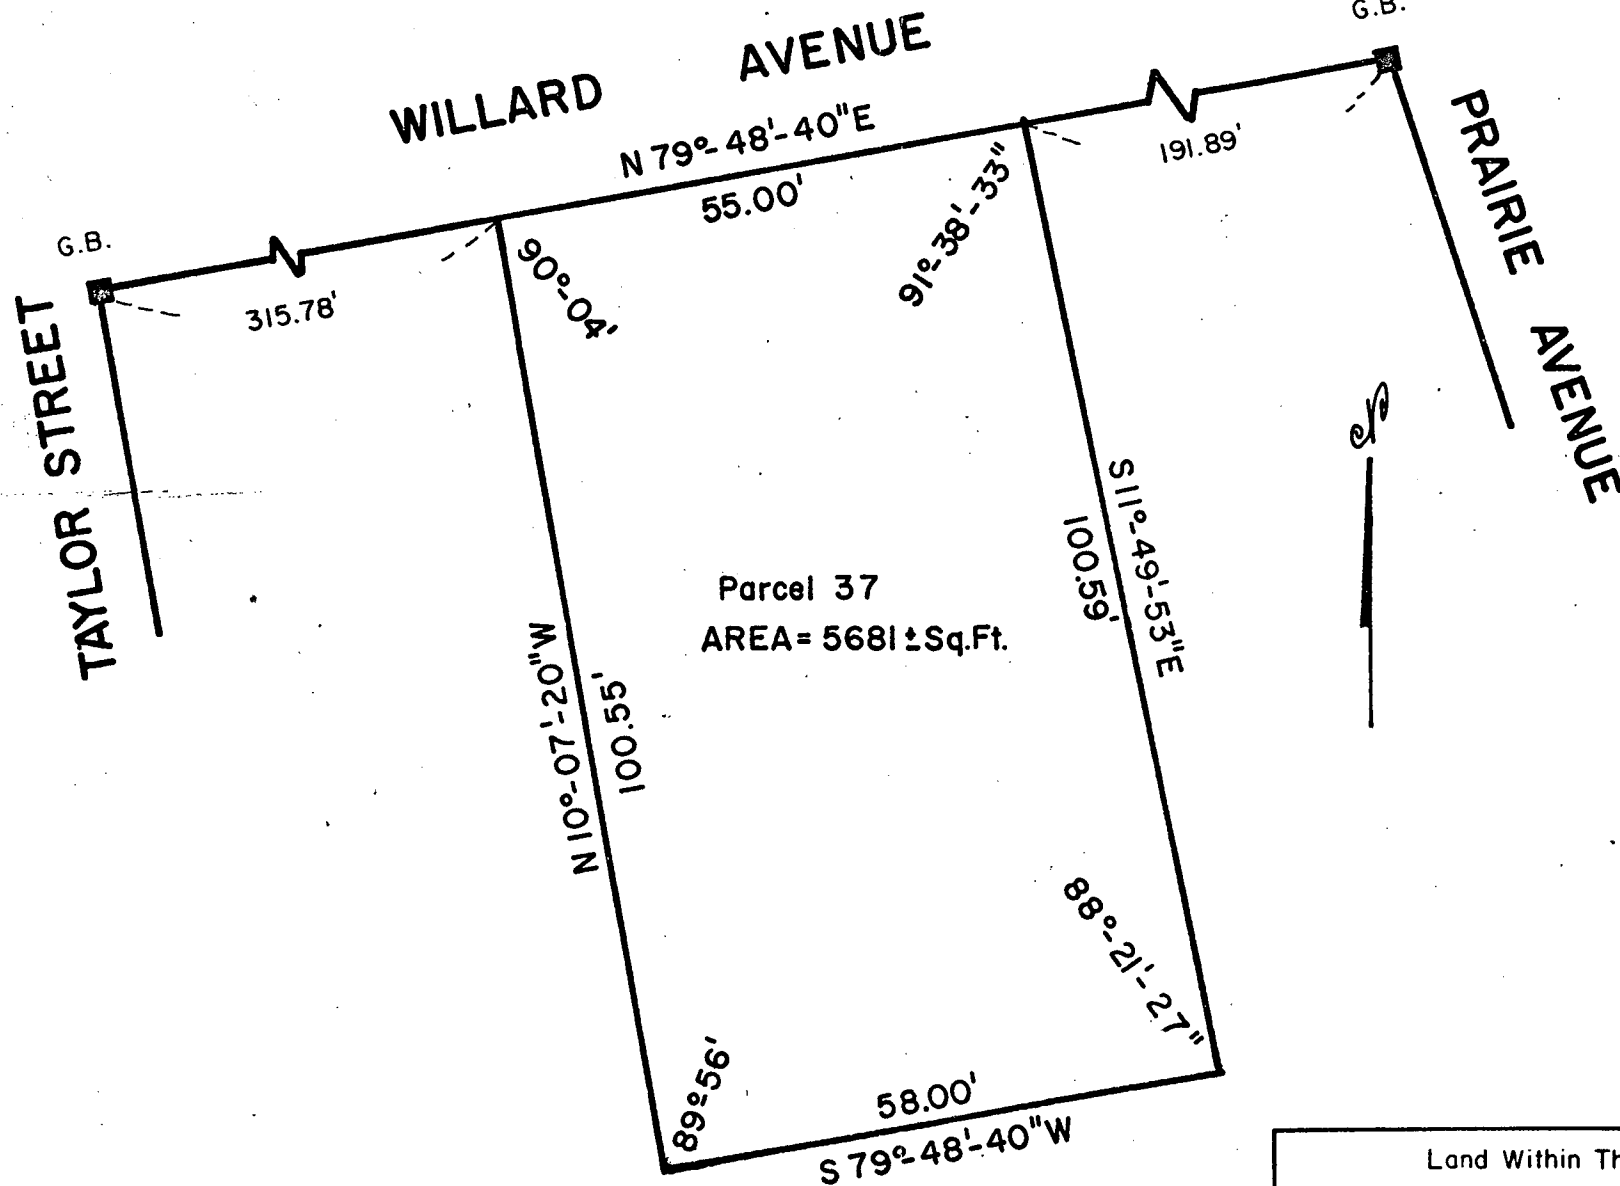 G.B.
WILLARD AVENUE
N 79°-48'-40"E
55.00'
191.89'
PRAIRIE AVENUE
G.B.
315.78'
TAYLOR STREET
90°-04'
91°-38'-33"
N
S 11°-49'-53"E
100.59'
Parcel 37
AREA= 5681±Sq.Ft.
N 10°-07'-20"W
100.55'
88°-21'-27"
89°56'
58.00'
S 79°-48'-40"W
Land Within